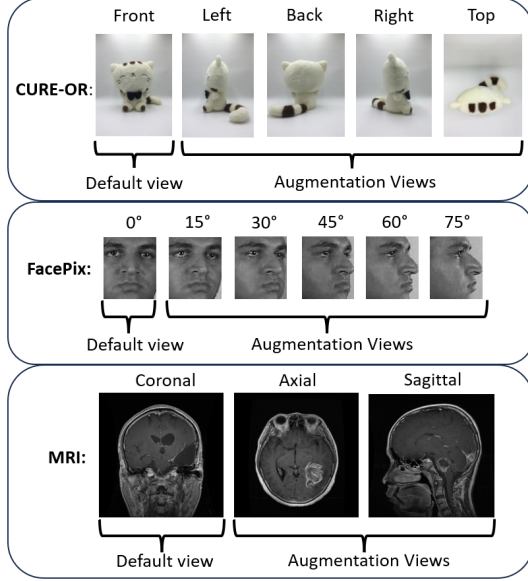 Front Left Back Right Top
CURE-OR:
Default view Augmentation Views
0° 15° 30° 45° 60° 75°
FacePix:
Default view Augmentation Views
Coronal Axial Sagittal
MRI:
Default view Augmentation Views